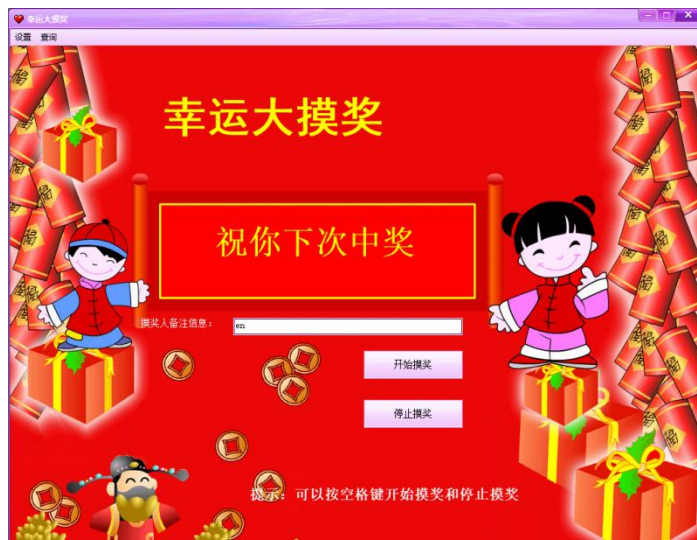 幸运大摸奖
设置 查询
幸运大摸奖
祝你下次中奖
摸奖人备注信息：
en
开始摸奖
停止摸奖
提示：可以按空格键开始摸奖和停止摸奖
福